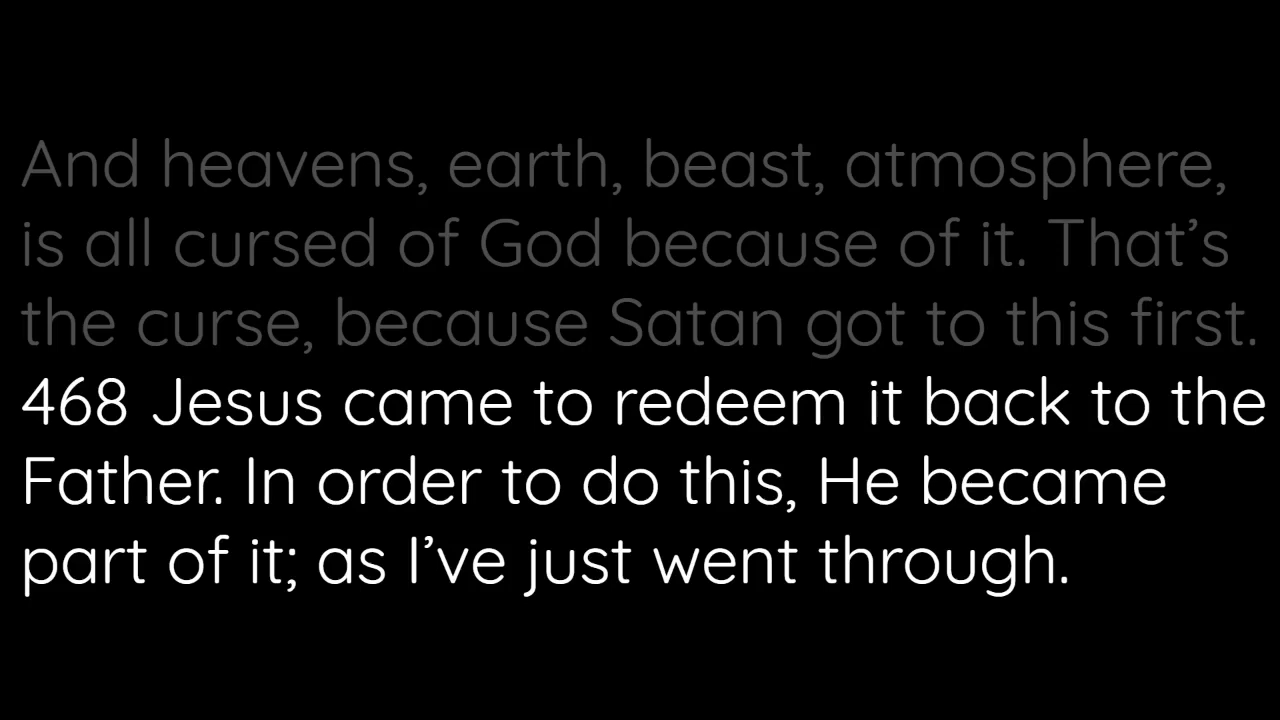 And heavens, earth, beast, atmosphere,
is all cursed of God because of it. That’s
the curse, because Satan got to this first.
468 Jesus came to redeem it back to the
Father. In order to do this, He became
part of it; as I’ve just went through.